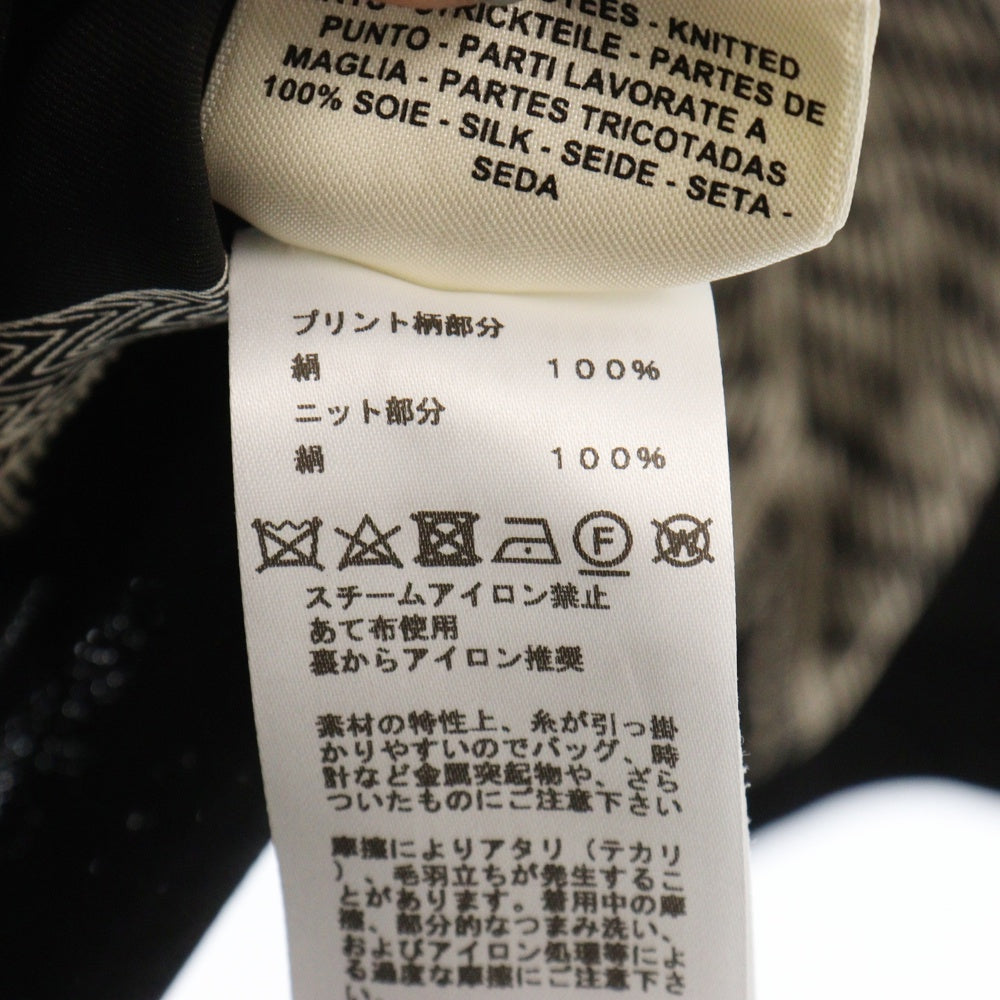 STRICKTEILE - KNITTED
PUNTO - PARTI LAVORATE A
PARTES DE
MAGLIA - PARTES TRICOTADAS
100% SOIE - SILK - SEIDE - SETA -
SEDA
プリント柄部分
絹 100%
ニット部分
絹 100%
F W
スチームアイロン禁止
あて布使用
裏からアイロン推奨
素材の特性上、糸が引っ掛
かりやすいのでバッグ、時
計など金属突起物や、ざら
ついたものにご注意下さい
摩擦によりアタリ(テカリ
)、毛羽立ちが発生するこ
とがあります。着用中の摩
擦、部分的なつまみ洗い、
およびアイロン処理等によ
る過度な摩擦にご注意下さ
い。